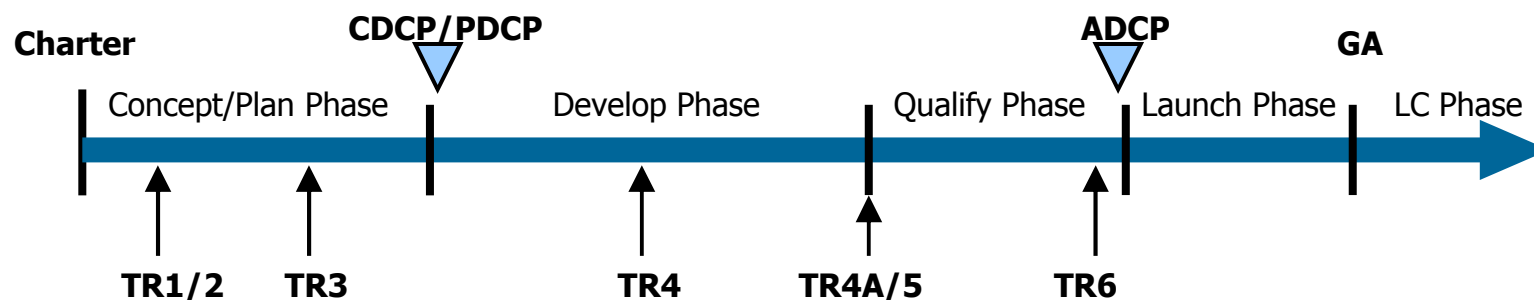 CDCP/PDCP
ADCP
Charter
GA
Concept/Plan Phase
Develop Phase
Qualify Phase
Launch Phase
LC Phase
TR1/2
TR3
TR4
TR4A/5
TR6